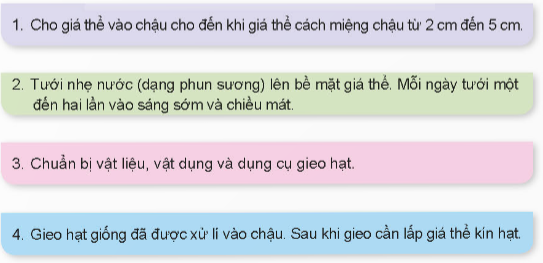 1. Cho giá thể vào chậu cho đến khi giá thể cách miệng chậu từ 2 cm đến 5 cm.
2. Tưới nhẹ nước (dạng phun sương) lên bề mặt giá thể. Mỗi ngày tưới một
đến hai lần vào sáng sớm và chiều mát.
3. Chuẩn bị vật liệu, vật dụng và dụng cụ gieo hạt.
4. Gieo hạt giống đã được xử lí vào chậu. Sau khi gieo cần lấp giá thể kín hạt.